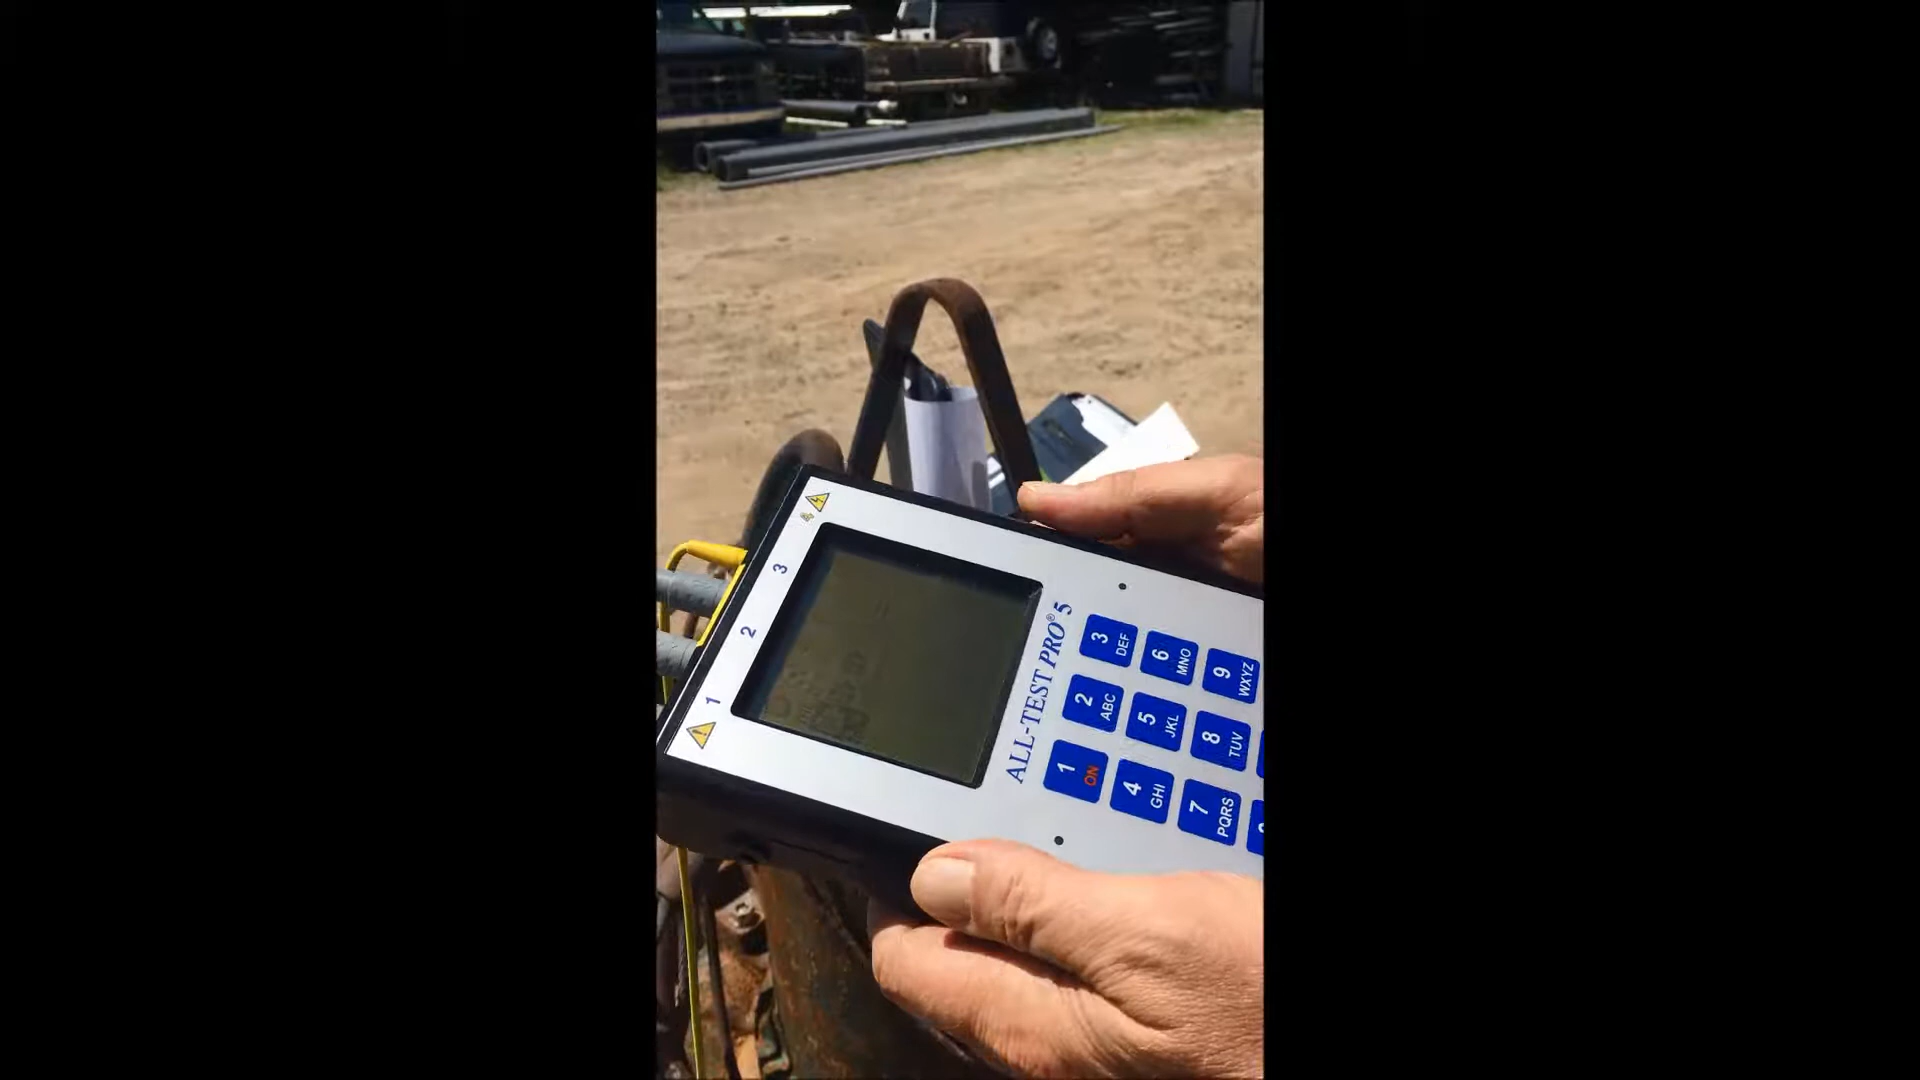 1 2 3
ALL-TEST PRO® 5
1 ON
2 ABC
3 DEF
4 GHI
5 JKL
6 MNO
7 PQRS
8 TUV
9 WXYZ